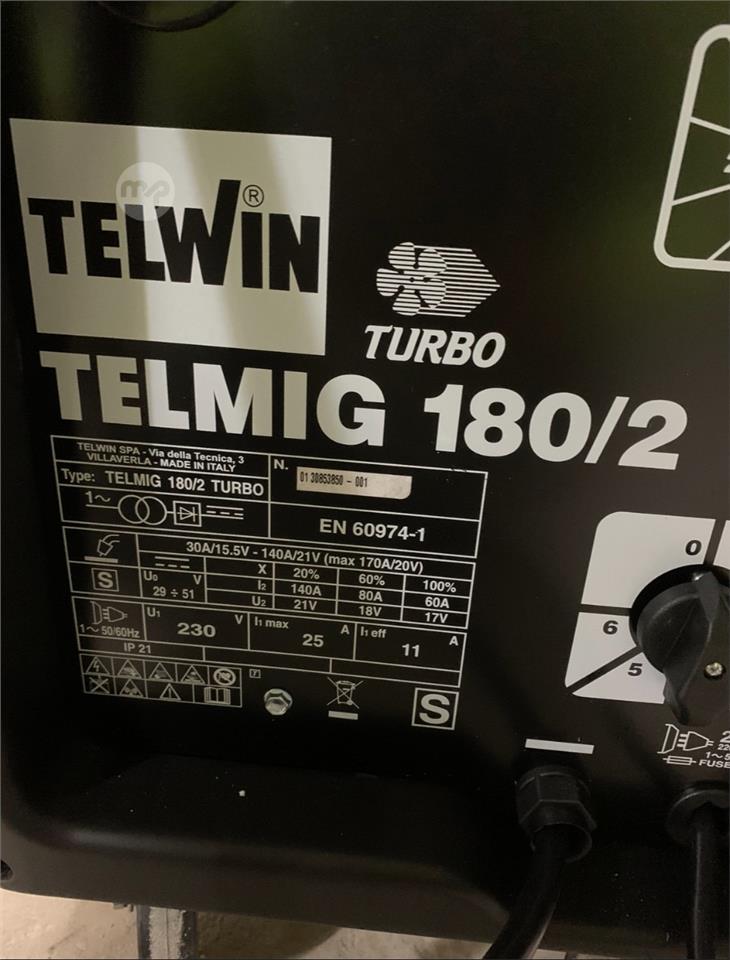 TELWIN®
TURBO
TELMIG 180/2
TELWIN SPA - Via della Tecnica, 3
VILLAVERLA - MADE IN ITALY
N.
01 30853850 - 001
Type: TELMIG 180/2 TURBO
1~
EN 60974-1
30A/15.5V - 140A/21V (max 170A/20V)
X 20% 60% 100%
S U0 V I2 140A 80A 60A
29 ÷ 51 U2 21V 18V 17V
1~ 50/60Hz U1 230 V I1 max 25 A I1 eff 11 A
IP 21
S
0
6
5
FUSE